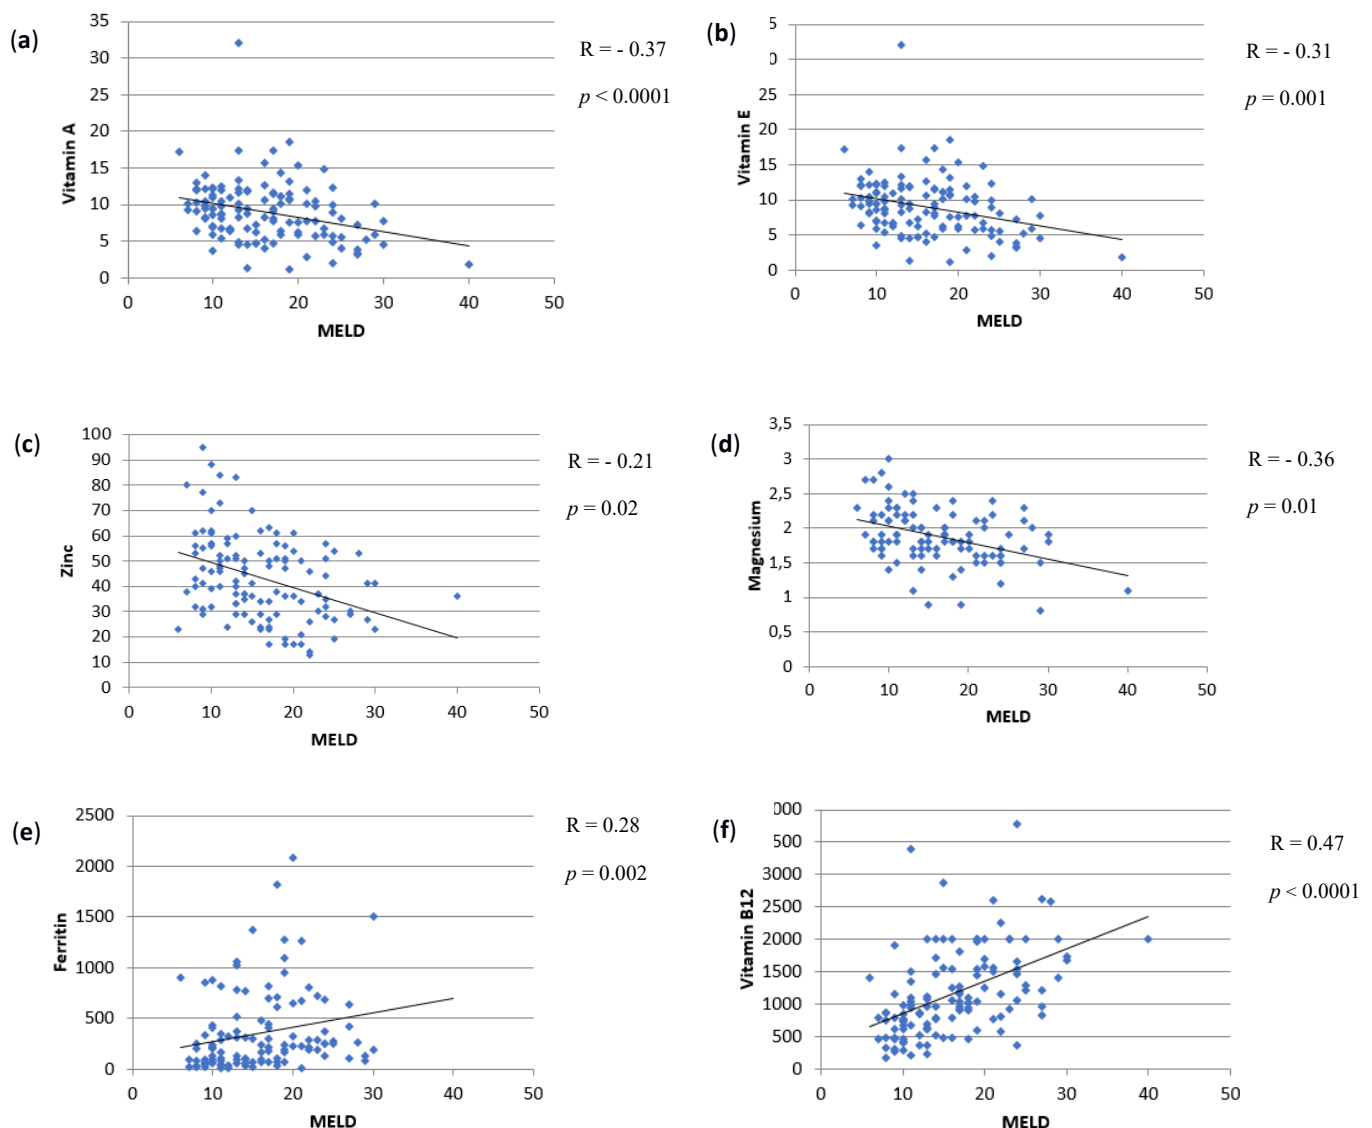 (a)
35
30
25
20
15
10
5
0
Vitamin A
0 10 20 30 40 50
MELD
R = - 0.37
p < 0.0001
(b)
5
0
25
20
15
10
5
0
Vitamin E
0 10 20 30 40 50
MELD
R = - 0.31
p = 0.001
(c)
100
90
80
70
60
50
40
30
20
10
0
Zinc
0 10 20 30 40 50
MELD
R = - 0.21
p = 0.02
(d)
3,5
3
2,5
2
1,5
1
0,5
0
Magnesium
0 10 20 30 40 50
MELD
R = - 0.36
p = 0.01
(e)
2500
2000
1500
1000
500
0
Ferritin
0 10 20 30 40 50
MELD
R = 0.28
p = 0.002
(f)
000
500
3000
2500
2000
1500
1000
500
0
Vitamin B12
0 10 20 30 40 50
MELD
R = 0.47
p < 0.0001